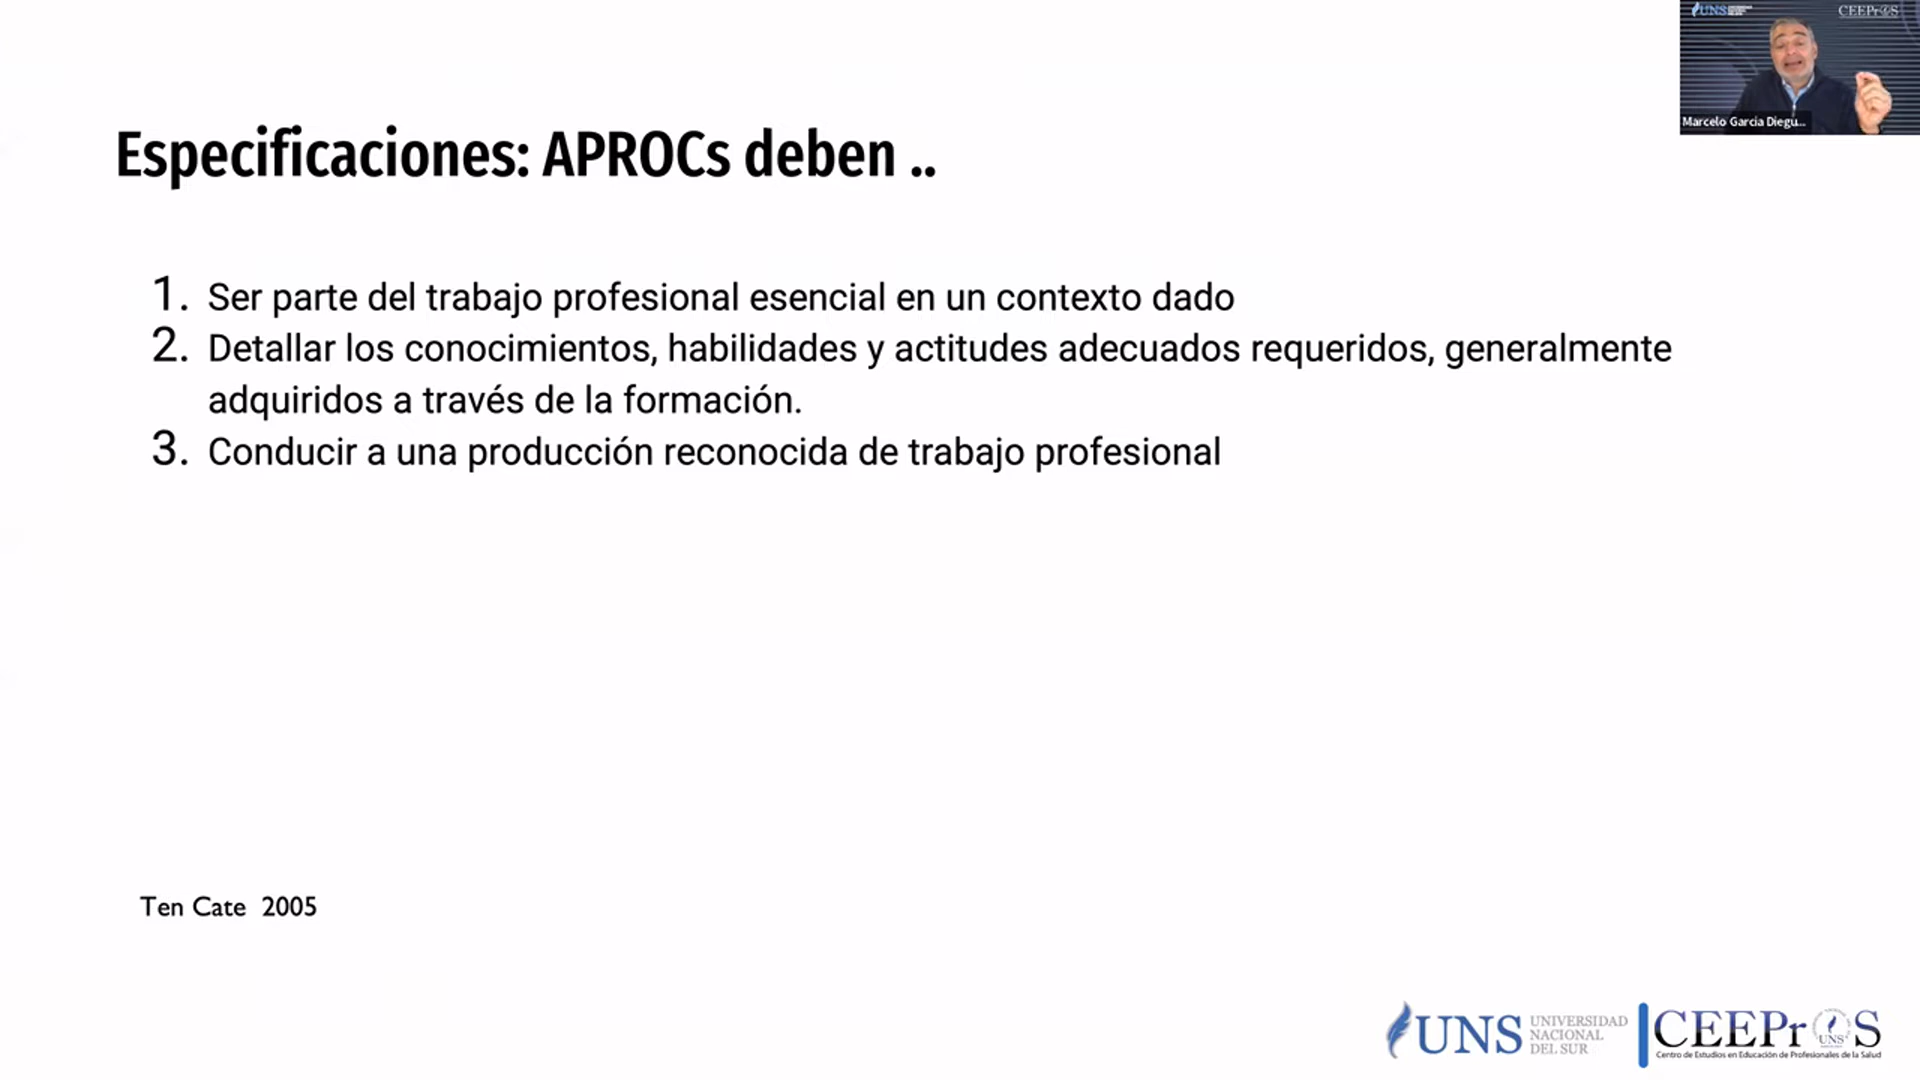 UNS
CEEPrOS
Marcelo García Diegu...
Especificaciones: APROCs deben ..
1. Ser parte del trabajo profesional esencial en un contexto dado
2. Detallar los conocimientos, habilidades y actitudes adecuados requeridos, generalmente
adquiridos a través de la formación.
3. Conducir a una producción reconocida de trabajo profesional
Ten Cate 2005
UNS
UNIVERSIDAD
NACIONAL
DEL SUR
CEEPrOS
UNS
Centro de Estudios en Educación de Profesionales de la Salud